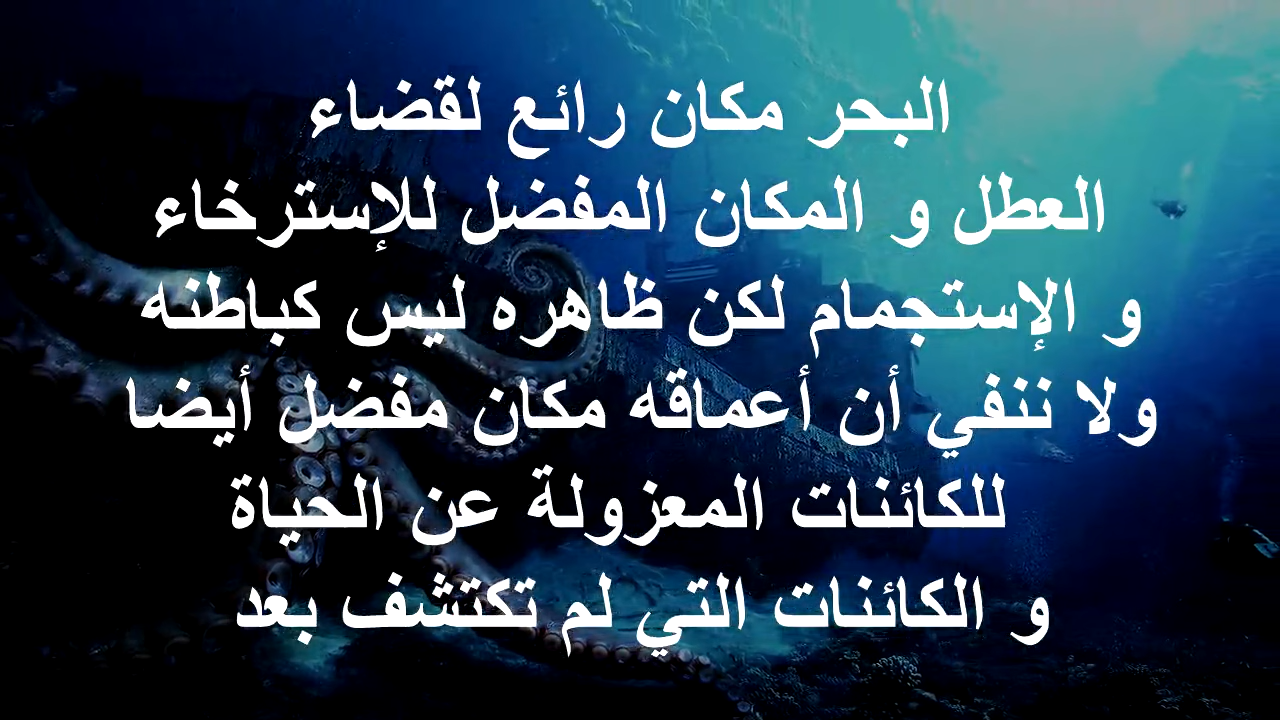 البحر مكان رائع لقضاء
العطل و المكان المفضل للإسترخاء
و الإستجمام لكن ظاهره ليس كباطنه
ولا ننفي أن أعماقه مكان مفضل أيضا
للكائنات المعزولة عن الحياة
و الكائنات التي لم تكتشف بعد